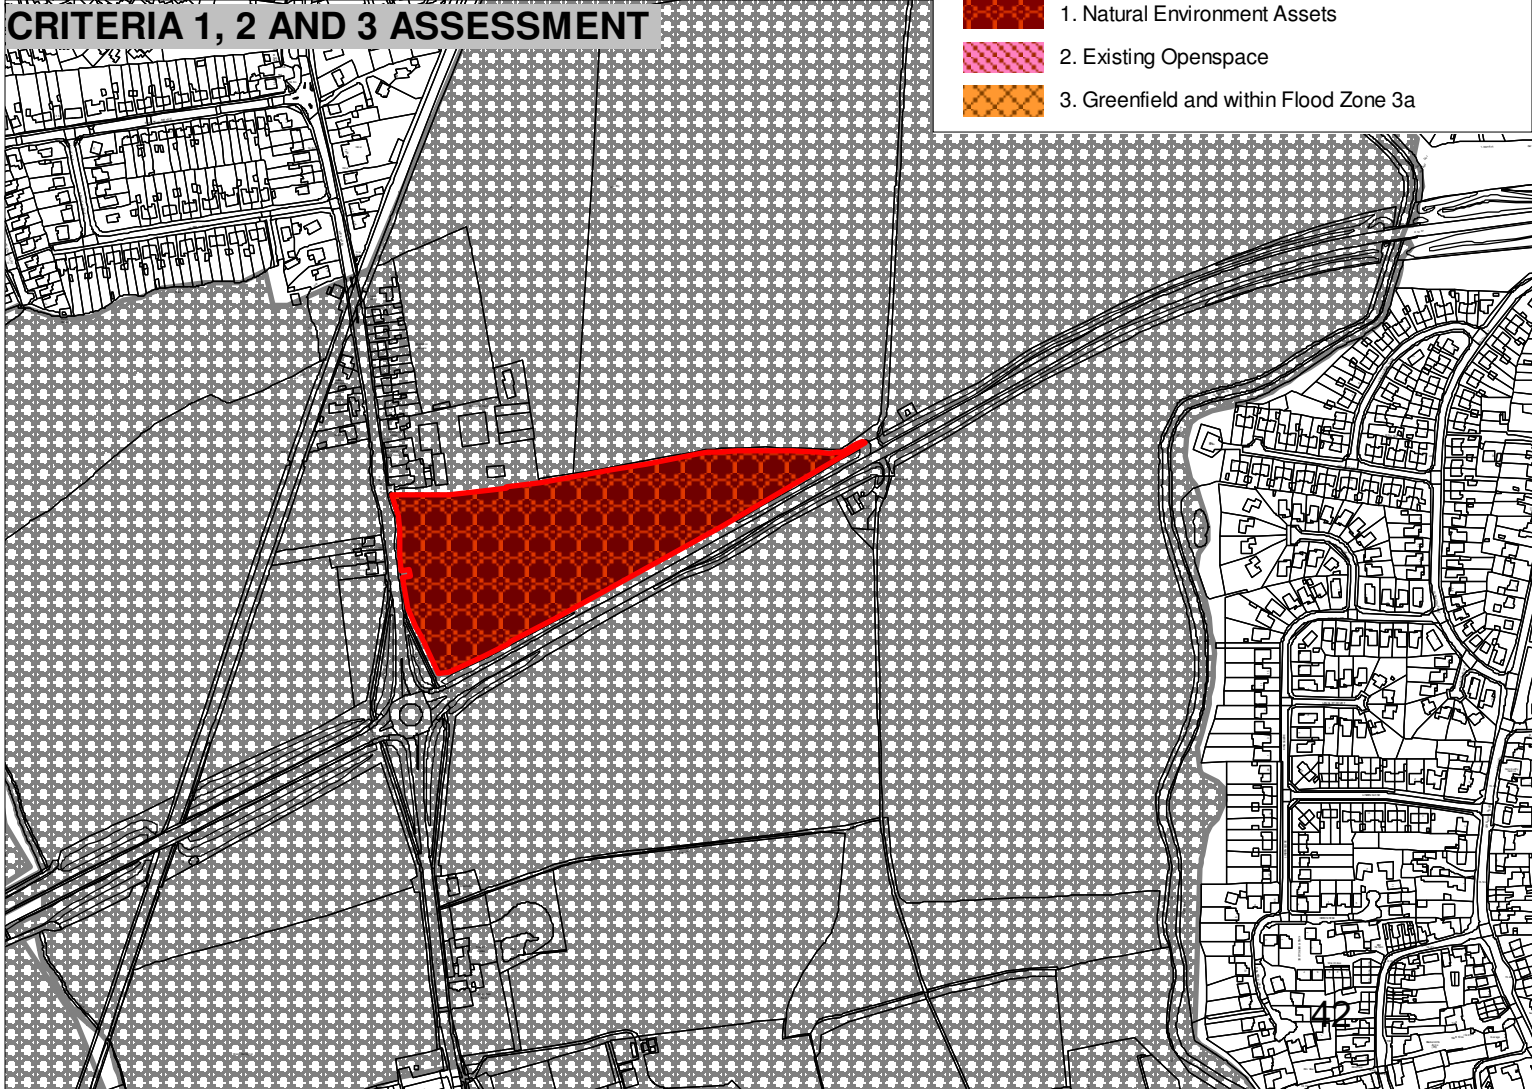 CRITERIA 1, 2 AND 3 ASSESSMENT
1. Natural Environment Assets
2. Existing Openspace
3. Greenfield and within Flood Zone 3a
42